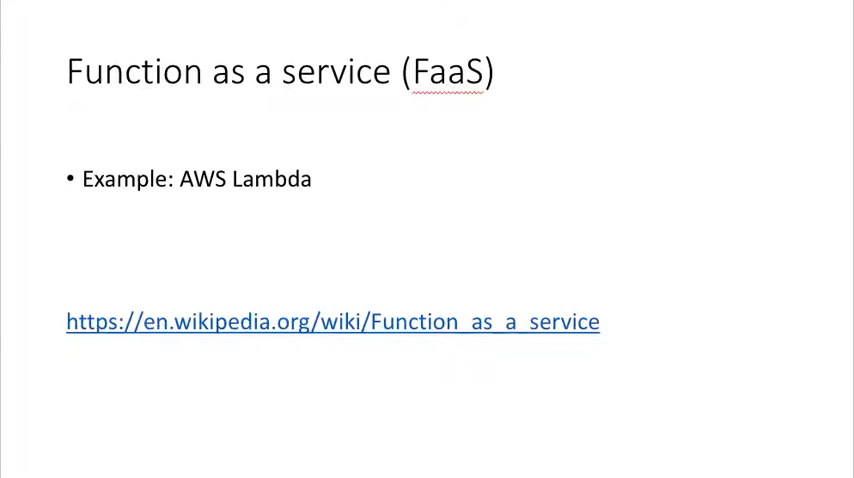 Function as a service (FaaS)
• Example: AWS Lambda
https://en.wikipedia.org/wiki/Function_as_a_service